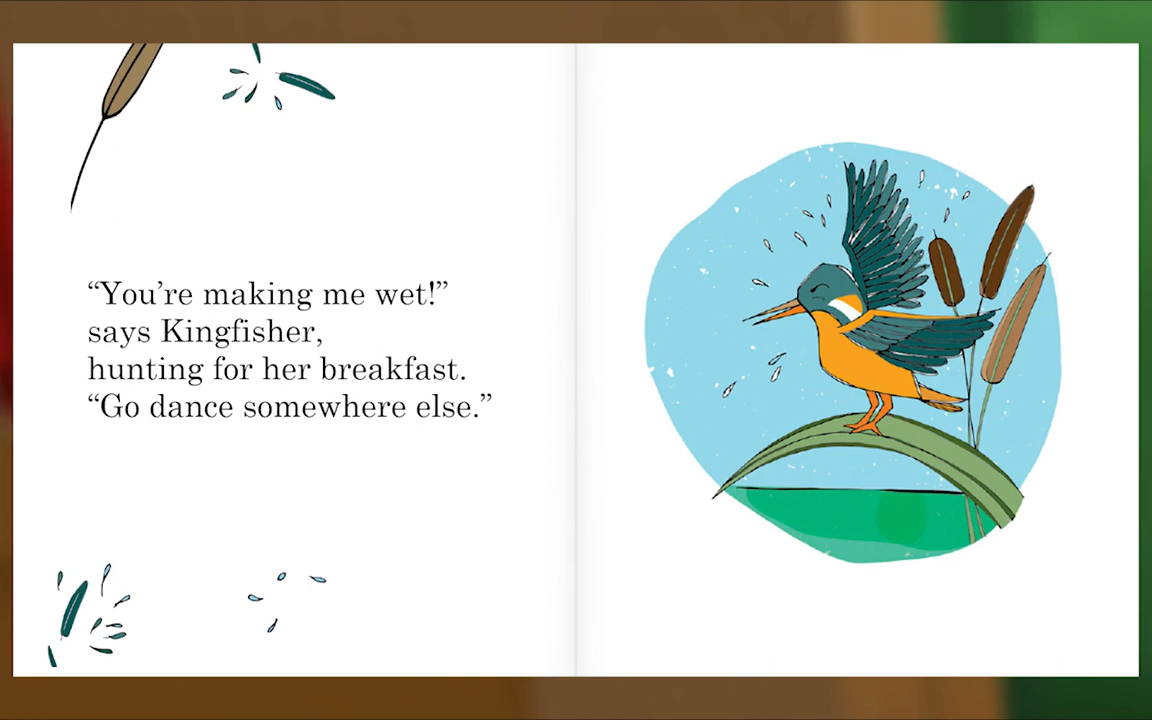 “You’re making me wet!”
says Kingfisher,
hunting for her breakfast.
“Go dance somewhere else.”